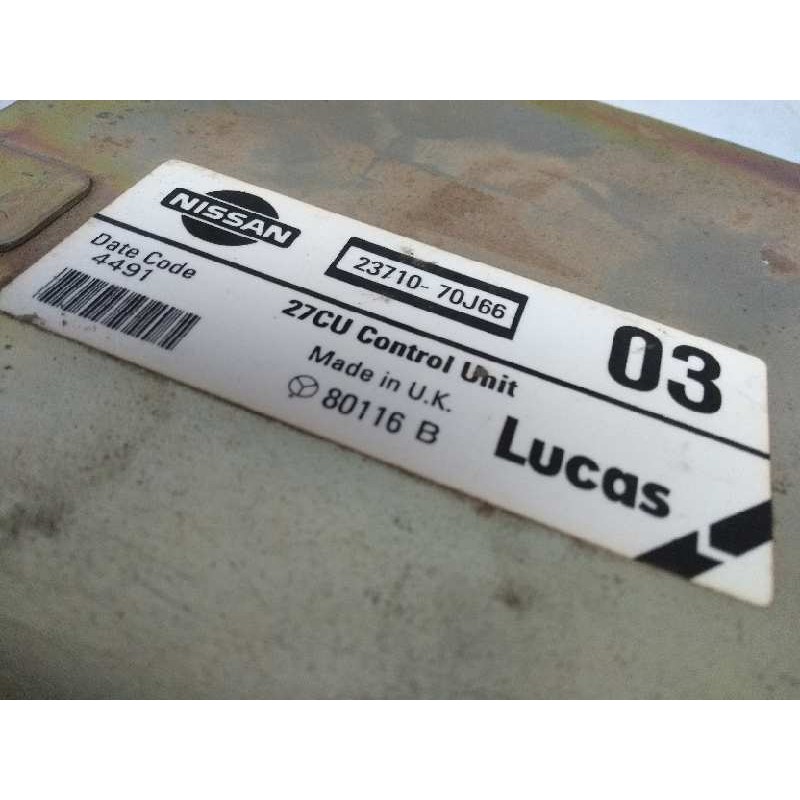 NISSAN
23710-70J66
03
Date Code
4491
27CU Control Unit
Made in U.K.
80116 B
Lucas